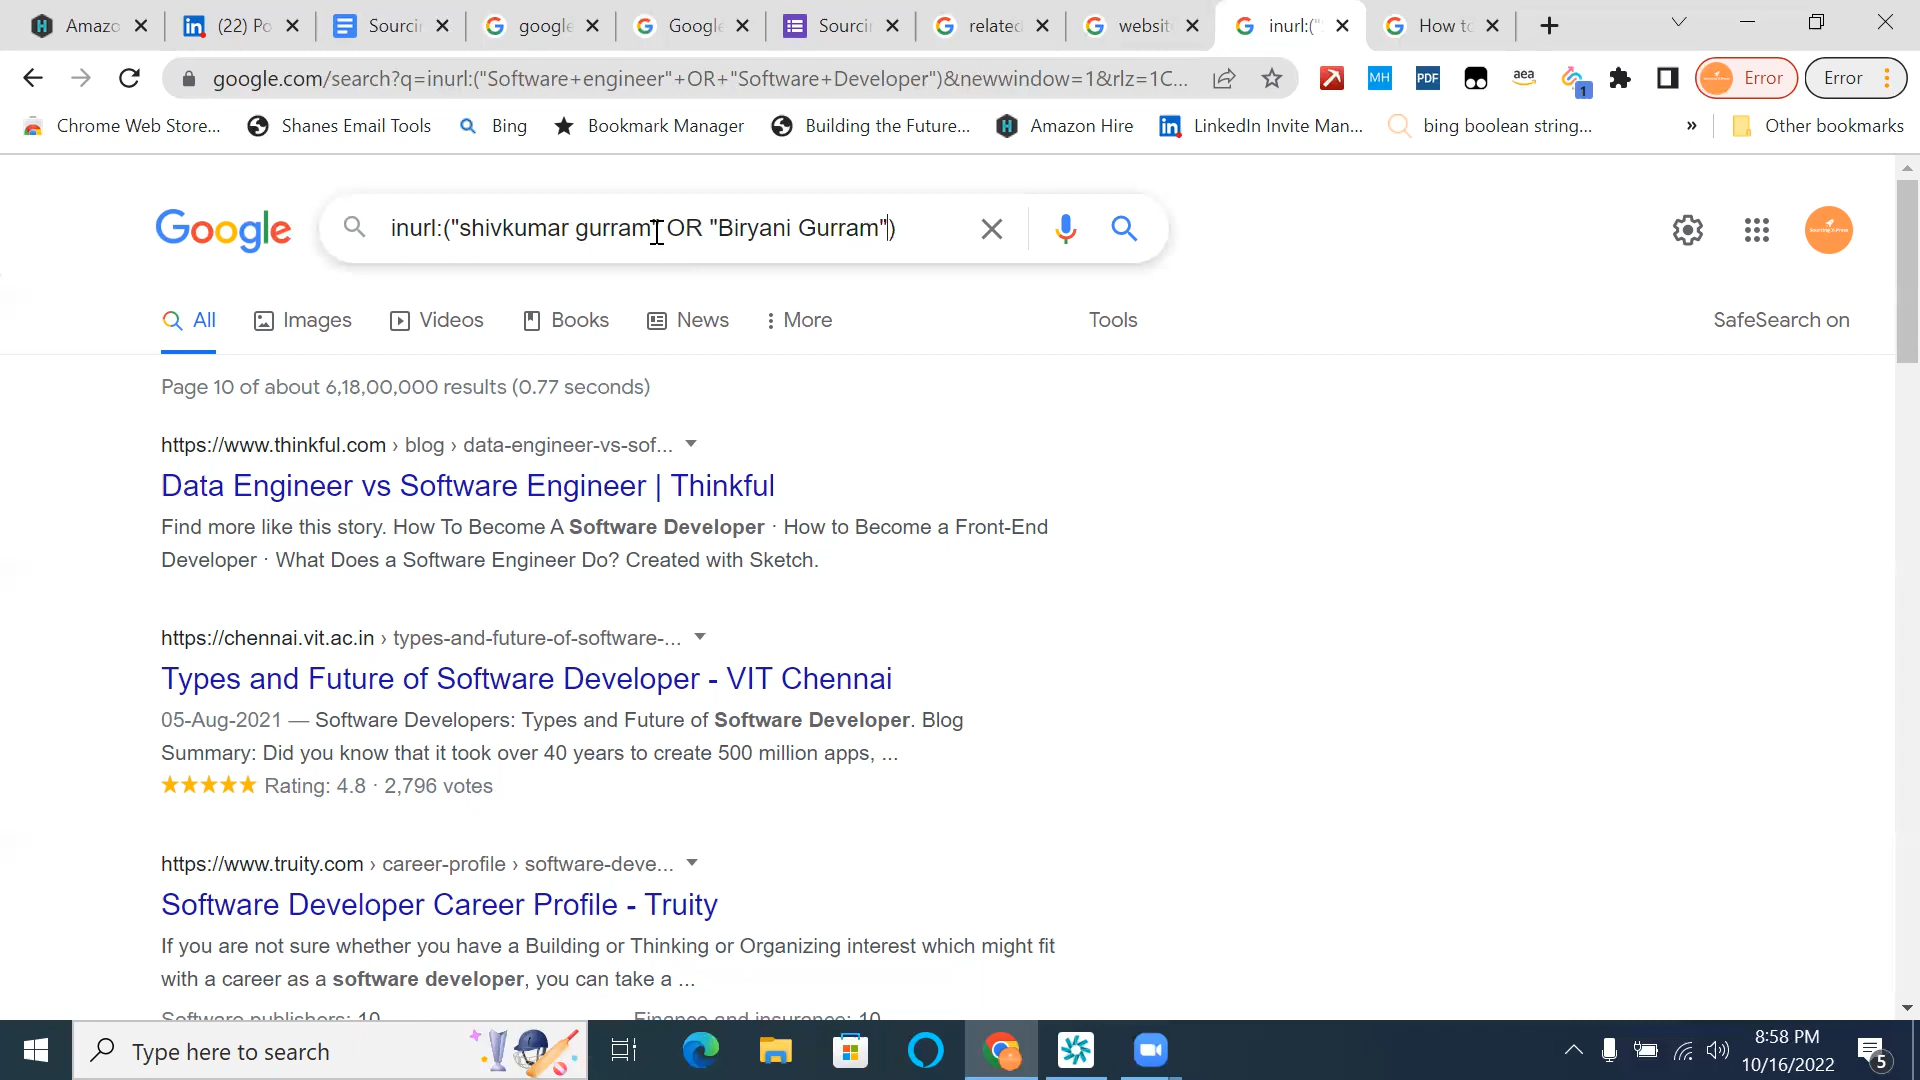 Amazo
(22) Po
Sourcin
google
Google
Sourcin
related
websit
inurl:("
How to
google.com/search?q=inurl:("Software+engineer"+OR+"Software+Developer")&newwindow=1&rlz=1C...
MH
PDF
aea
1
Error
Error
Chrome Web Store...
Shanes Email Tools
Bing
Bookmark Manager
Building the Future...
Amazon Hire
LinkedIn Invite Man...
bing boolean string...
»
Other bookmarks
Google
inurl:("shivkumar gurram" OR "Biryani Gurram")
All
Images
Videos
Books
News
More
Tools
SafeSearch on
Page 10 of about 6,18,00,000 results (0.77 seconds)
https://www.thinkful.com › blog › data-engineer-vs-sof...
Data Engineer vs Software Engineer | Thinkful
Find more like this story. How To Become A Software Developer · How to Become a Front-End
Developer · What Does a Software Engineer Do? Created with Sketch.
https://chennai.vit.ac.in › types-and-future-of-software-...
Types and Future of Software Developer - VIT Chennai
05-Aug-2021 — Software Developers: Types and Future of Software Developer. Blog
Summary: Did you know that it took over 40 years to create 500 million apps, ...
Rating: 4.8 · 2,796 votes
https://www.truity.com › career-profile › software-deve...
Software Developer Career Profile - Truity
If you are not sure whether you have a Building or Thinking or Organizing interest which might fit
with a career as a software developer, you can take a ...
Software publishers: 10
Finance and insurance: 10
Type here to search
8:58 PM
10/16/2022
5